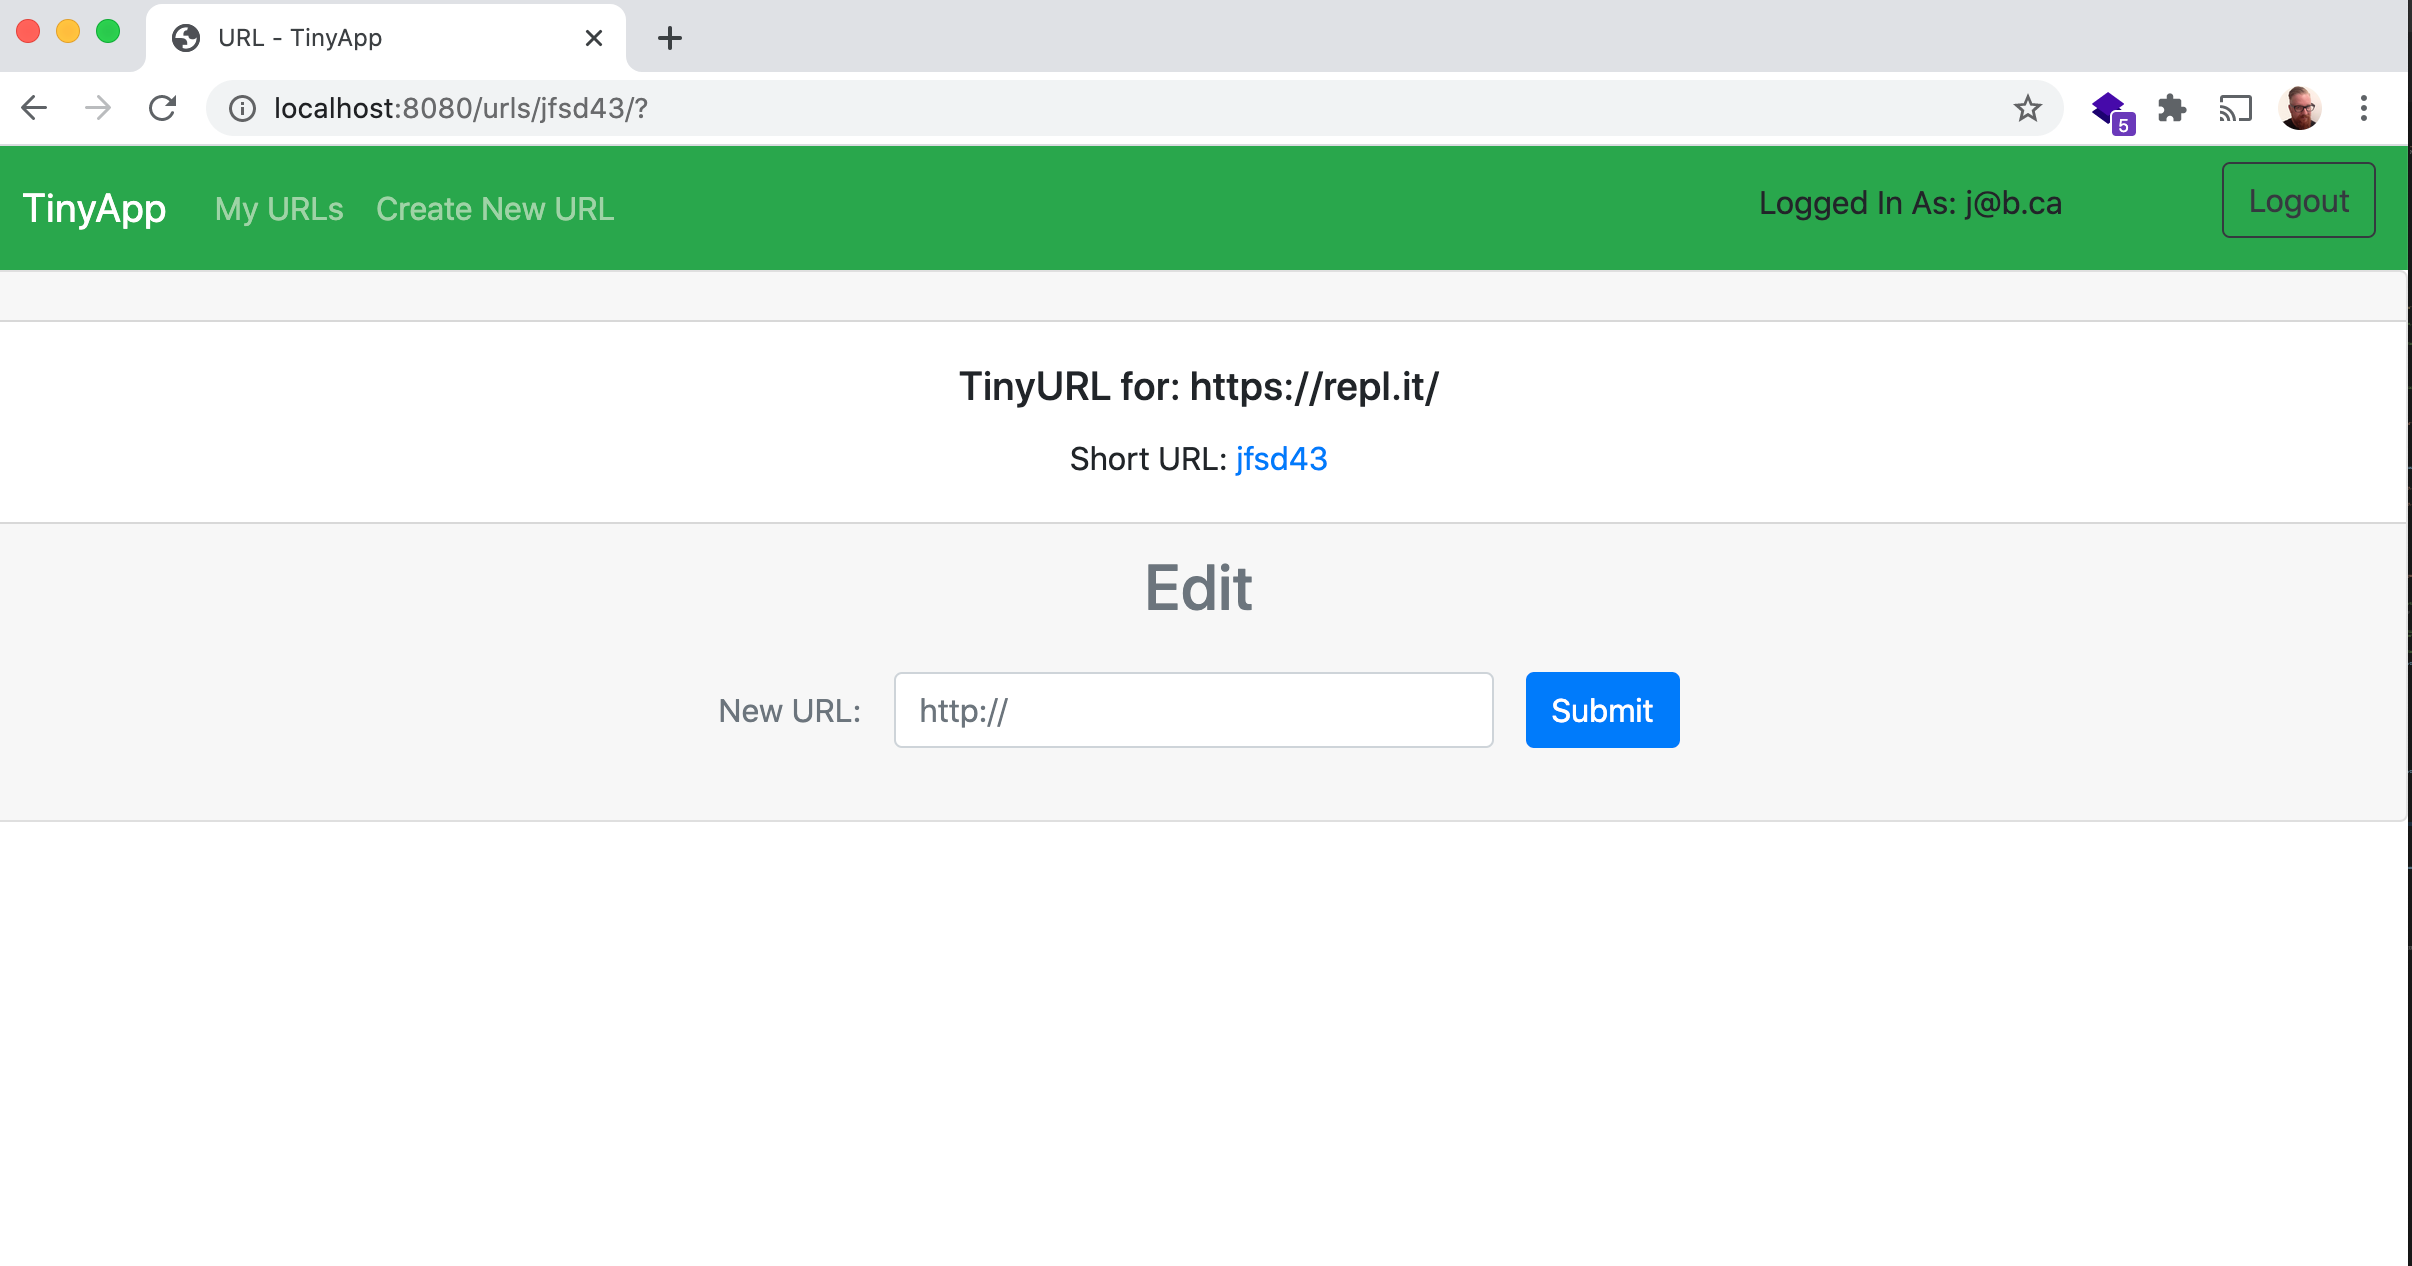 URL - TinyApp
localhost:8080/urls/jfsd43/?
5
TinyApp My URLs Create New URL Logged In As: j@b.ca Logout
TinyURL for: https://repl.it/
Short URL: jfsd43
Edit
New URL: http:// Submit